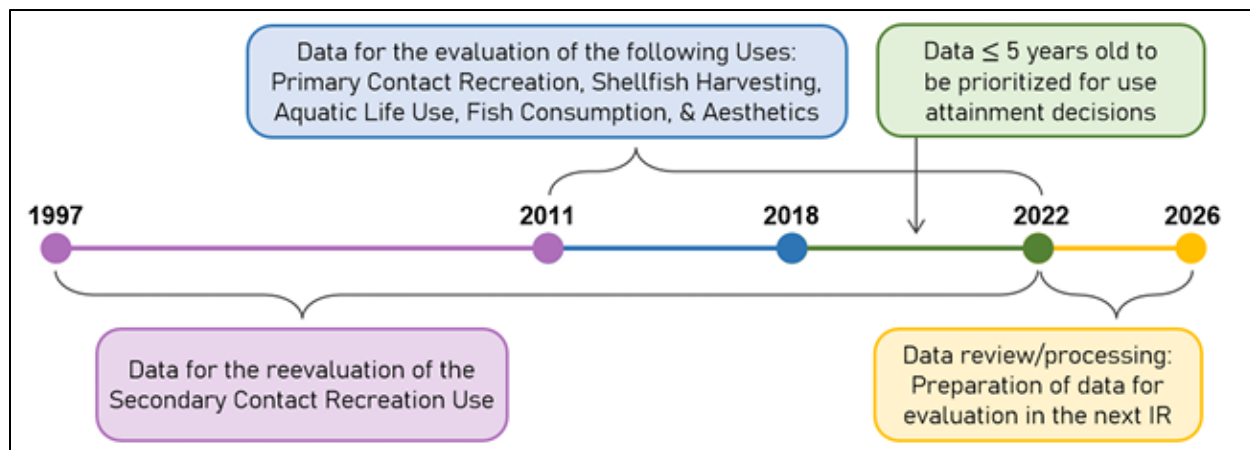 Data for the evaluation of the following Uses:
Primary Contact Recreation, Shellfish Harvesting,
Aquatic Life Use, Fish Consumption, & Aesthetics
Data ≤ 5 years old to
be prioritized for use
attainment decisions
1997
2011
2018
2022
2026
Data for the reevaluation of the
Secondary Contact Recreation Use
Data review/processing:
Preparation of data for
evaluation in the next IR